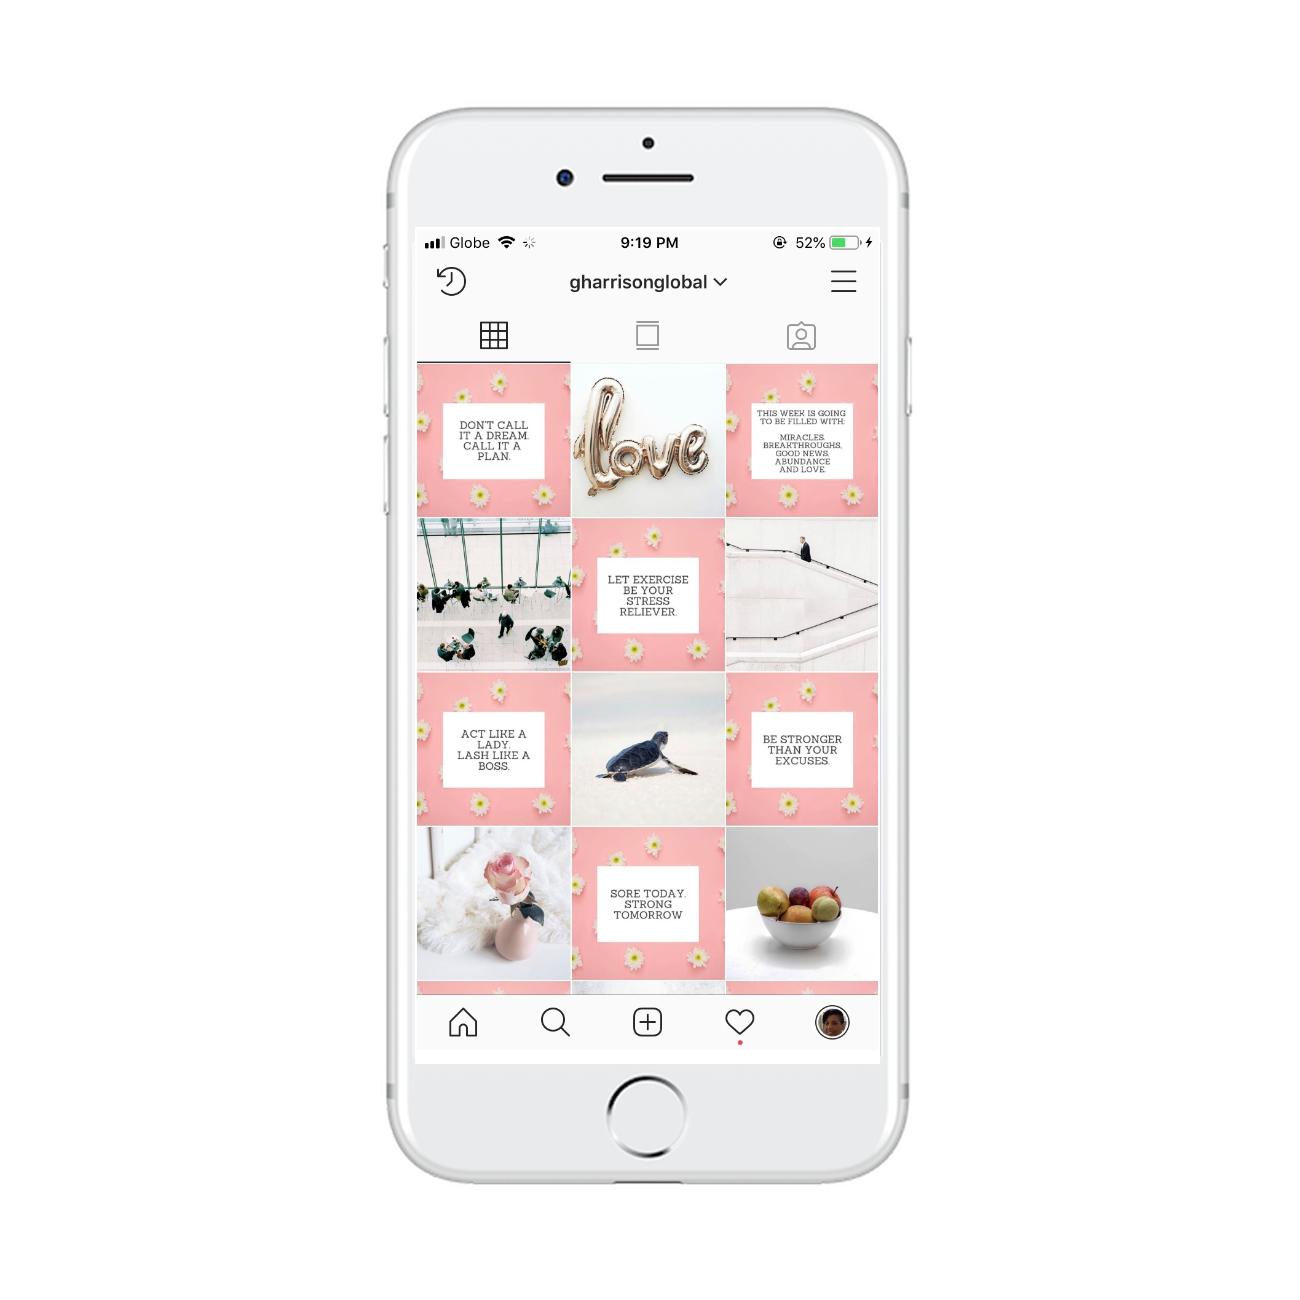 Globe
9:19 PM
52%
gharrisonglobal
DON'T CALL
IT A DREAM.
CALL IT A
PLAN.
love
THIS WEEK IS GOING
TO BE FILLED WITH:
MIRACLES.
BREAKTHROUGHS,
GOOD NEWS,
ABUNDANCE
AND LOVE.
LET EXERCISE
BE YOUR
STRESS
RELIEVER.
ACT LIKE A
LADY.
LASH LIKE A
BOSS.
BE STRONGER
THAN YOUR
EXCUSES.
SORE TODAY.
STRONG
TOMORROW